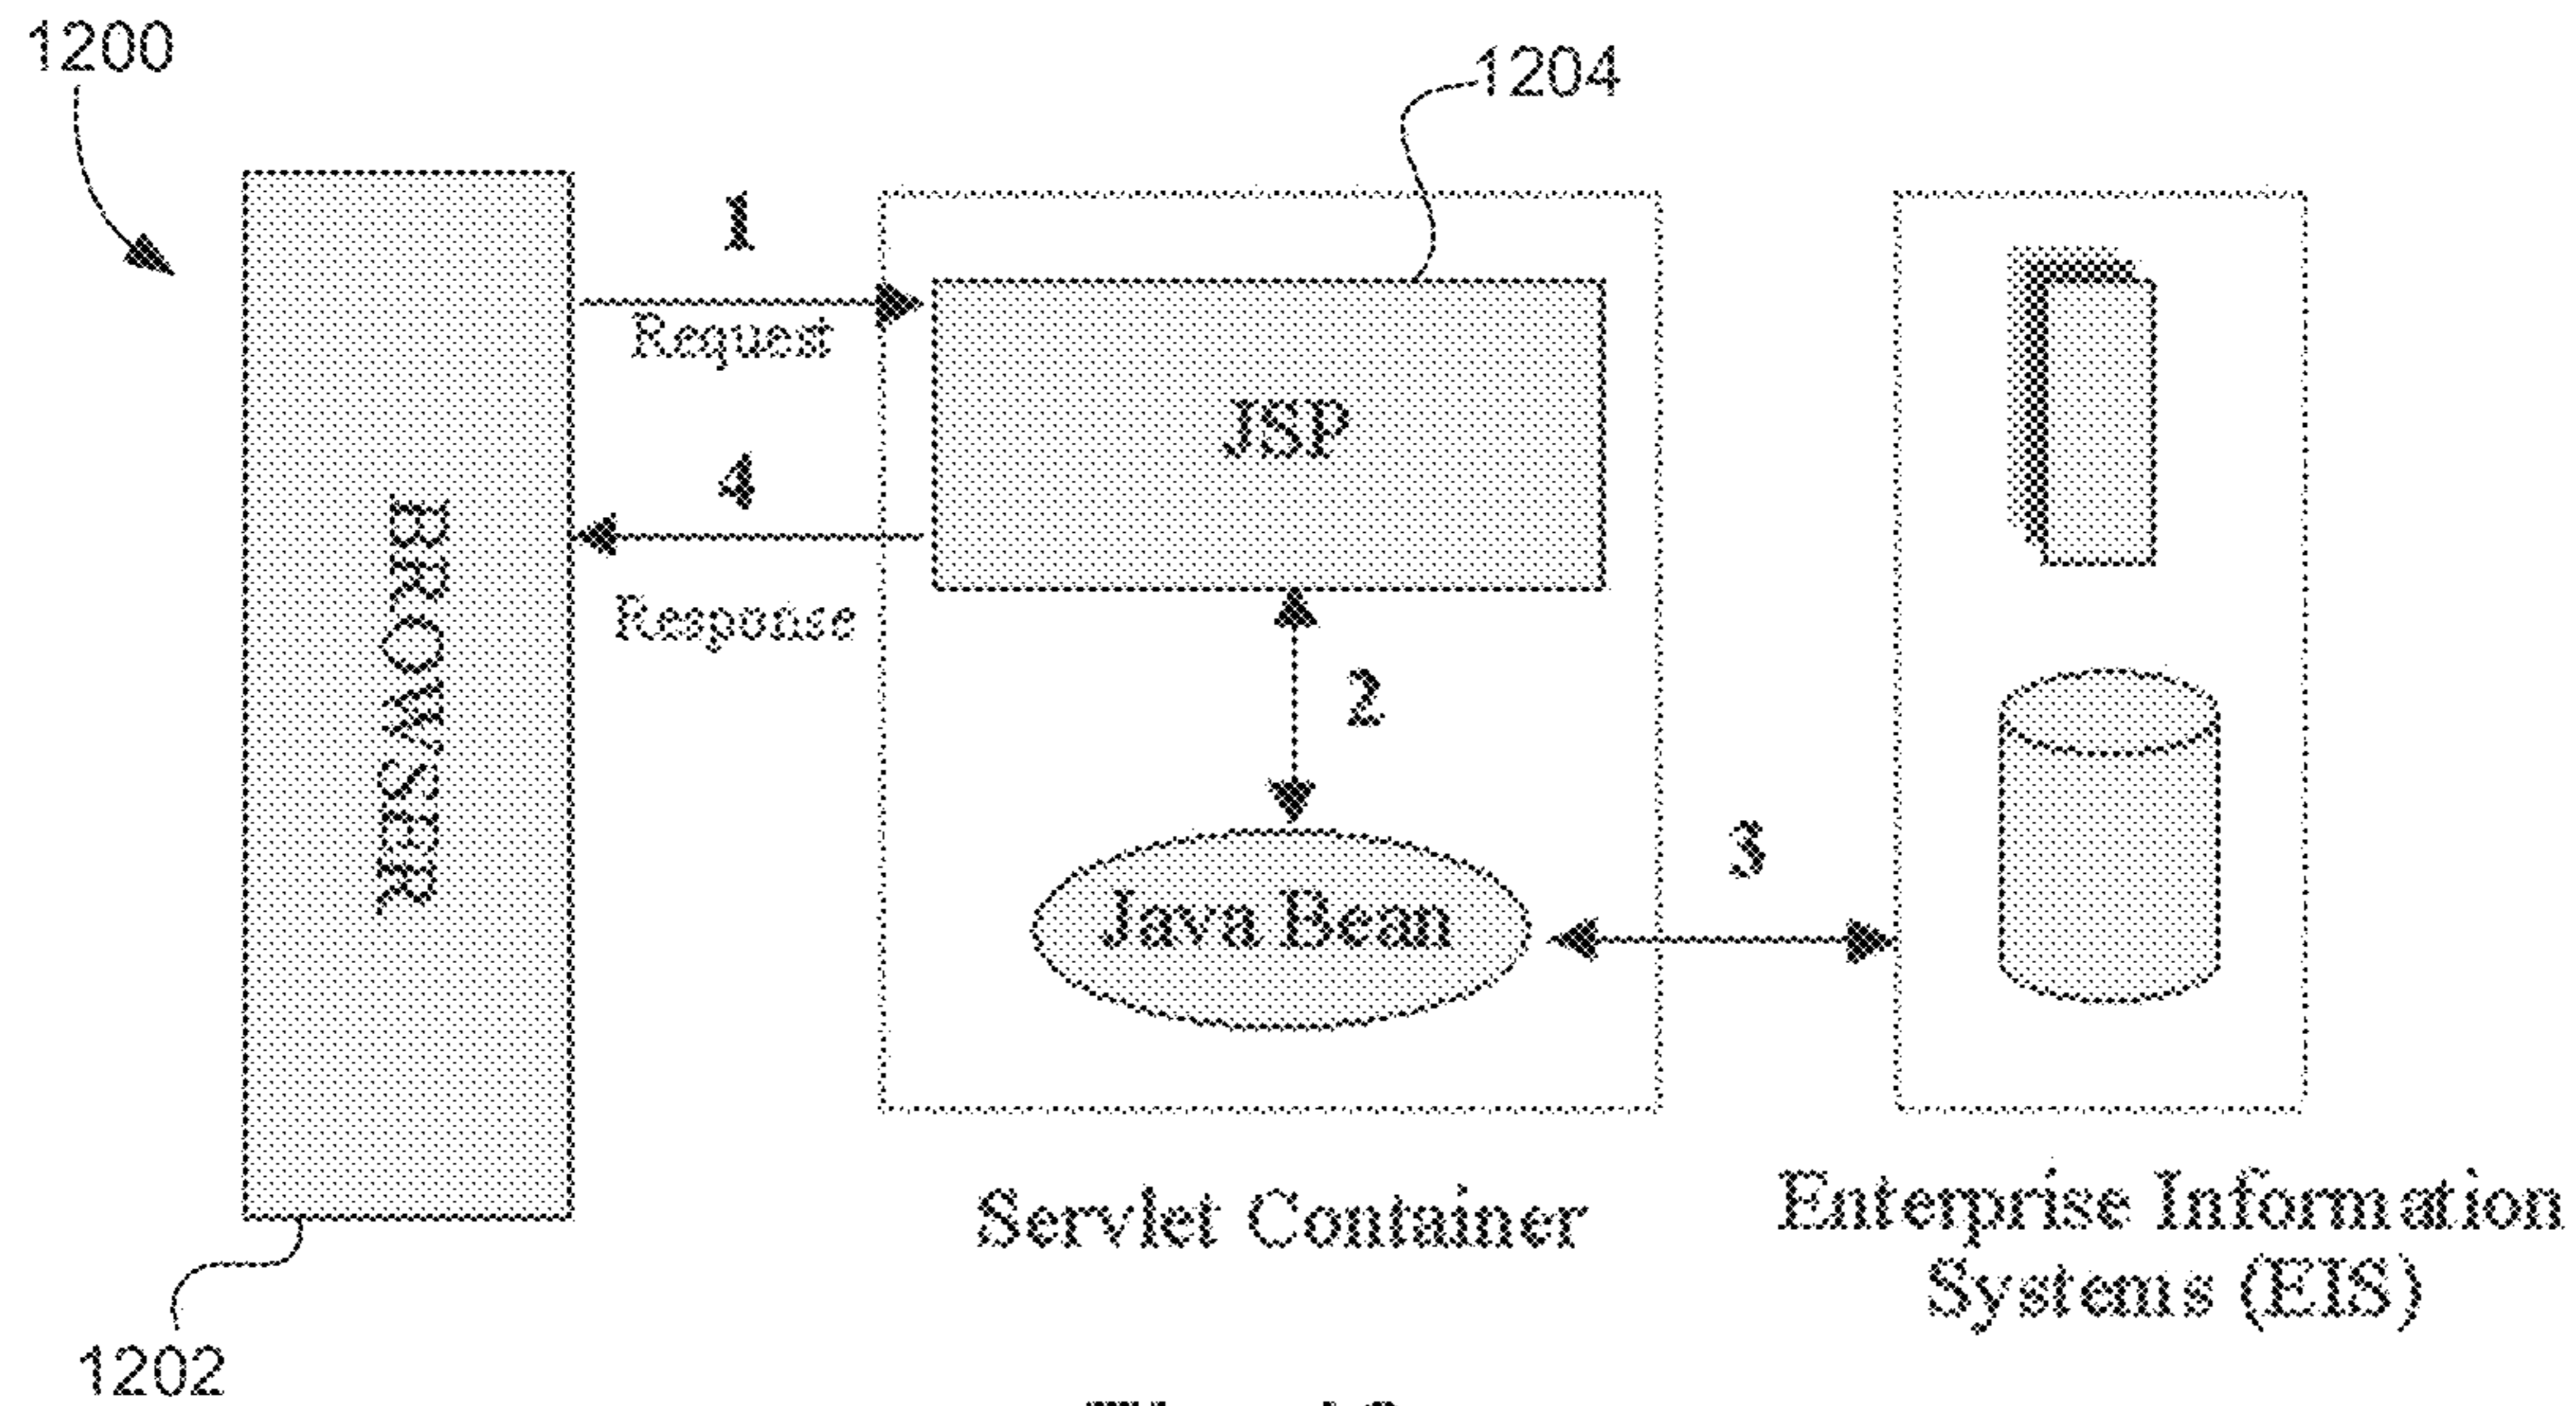 1200
1204
1
Request
JSP
4
Response
BROWSER
2
3
Java Bean
Servlet Container
Enterprise Information
Systems (EIS)
1202